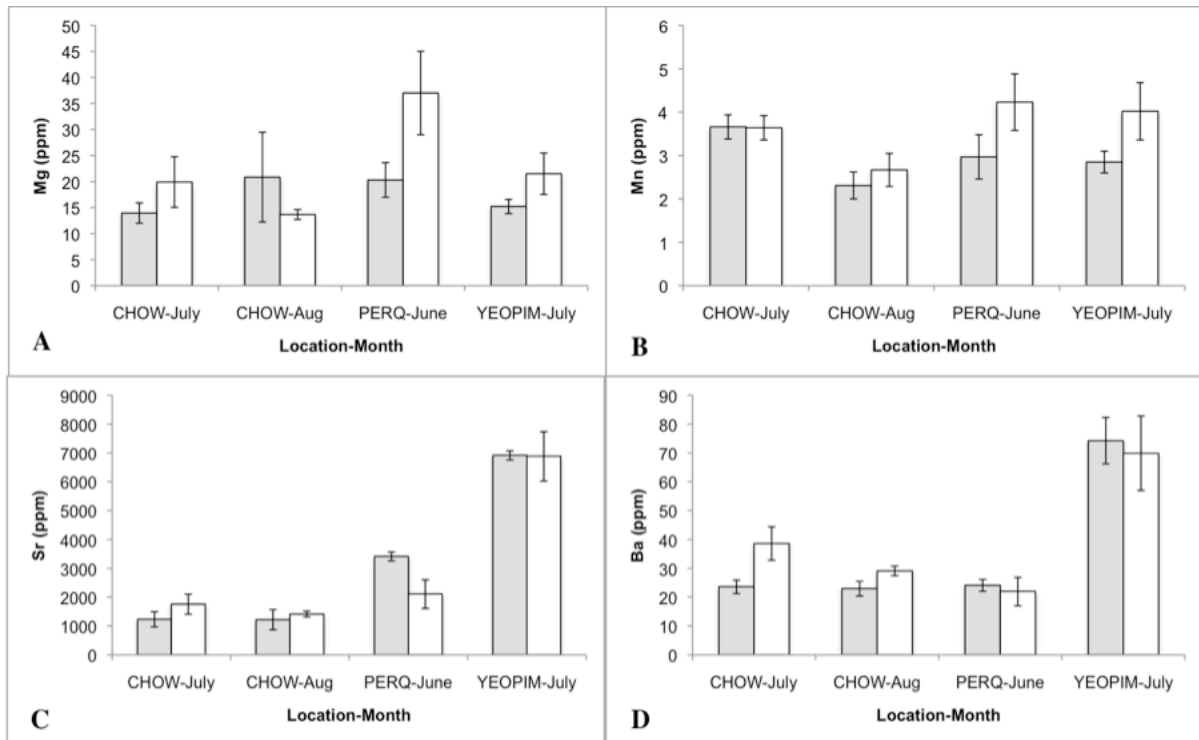 50
45
40
35
30
25
20
15
10
5
0
Mg (ppm)
CHOW-July CHOW-Aug PERQ-June YEOPIM-July
A
Location-Month
6
5
4
3
2
1
0
Mn (ppm)
CHOW-July CHOW-Aug PERQ-June YEOPIM-July
B
Location-Month
9000
8000
7000
6000
5000
4000
3000
2000
1000
0
Sr (ppm)
CHOW-July CHOW-Aug PERQ-June YEOPIM-July
C
Location-Month
90
80
70
60
50
40
30
20
10
0
Ba (ppm)
CHOW-July CHOW-Aug PERQ-June YEOPIM-July
D
Location-Month